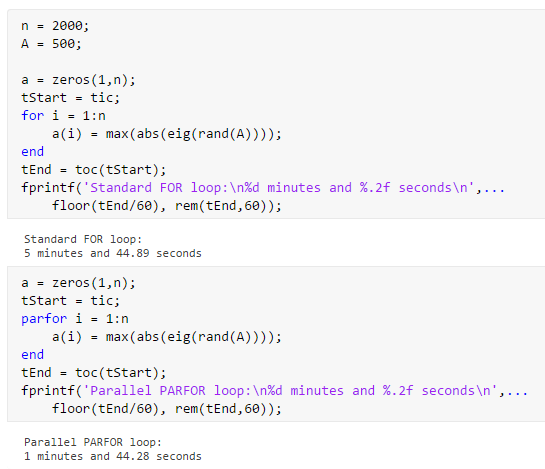 n = 2000;
A = 500;
a = zeros(1,n);
tStart = tic;
for i = 1:n
    a(i) = max(abs(eig(rand(A))));
end
tEnd = toc(tStart);
fprintf('Standard FOR loop:\n%d minutes and %.2f seconds\n',...
    floor(tEnd/60), rem(tEnd,60));
Standard FOR loop:
5 minutes and 44.89 seconds
a = zeros(1,n);
tStart = tic;
parfor i = 1:n
    a(i) = max(abs(eig(rand(A))));
end
tEnd = toc(tStart);
fprintf('Parallel PARFOR loop:\n%d minutes and %.2f seconds\n',...
    floor(tEnd/60), rem(tEnd,60));
Parallel PARFOR loop:
1 minutes and 44.28 seconds